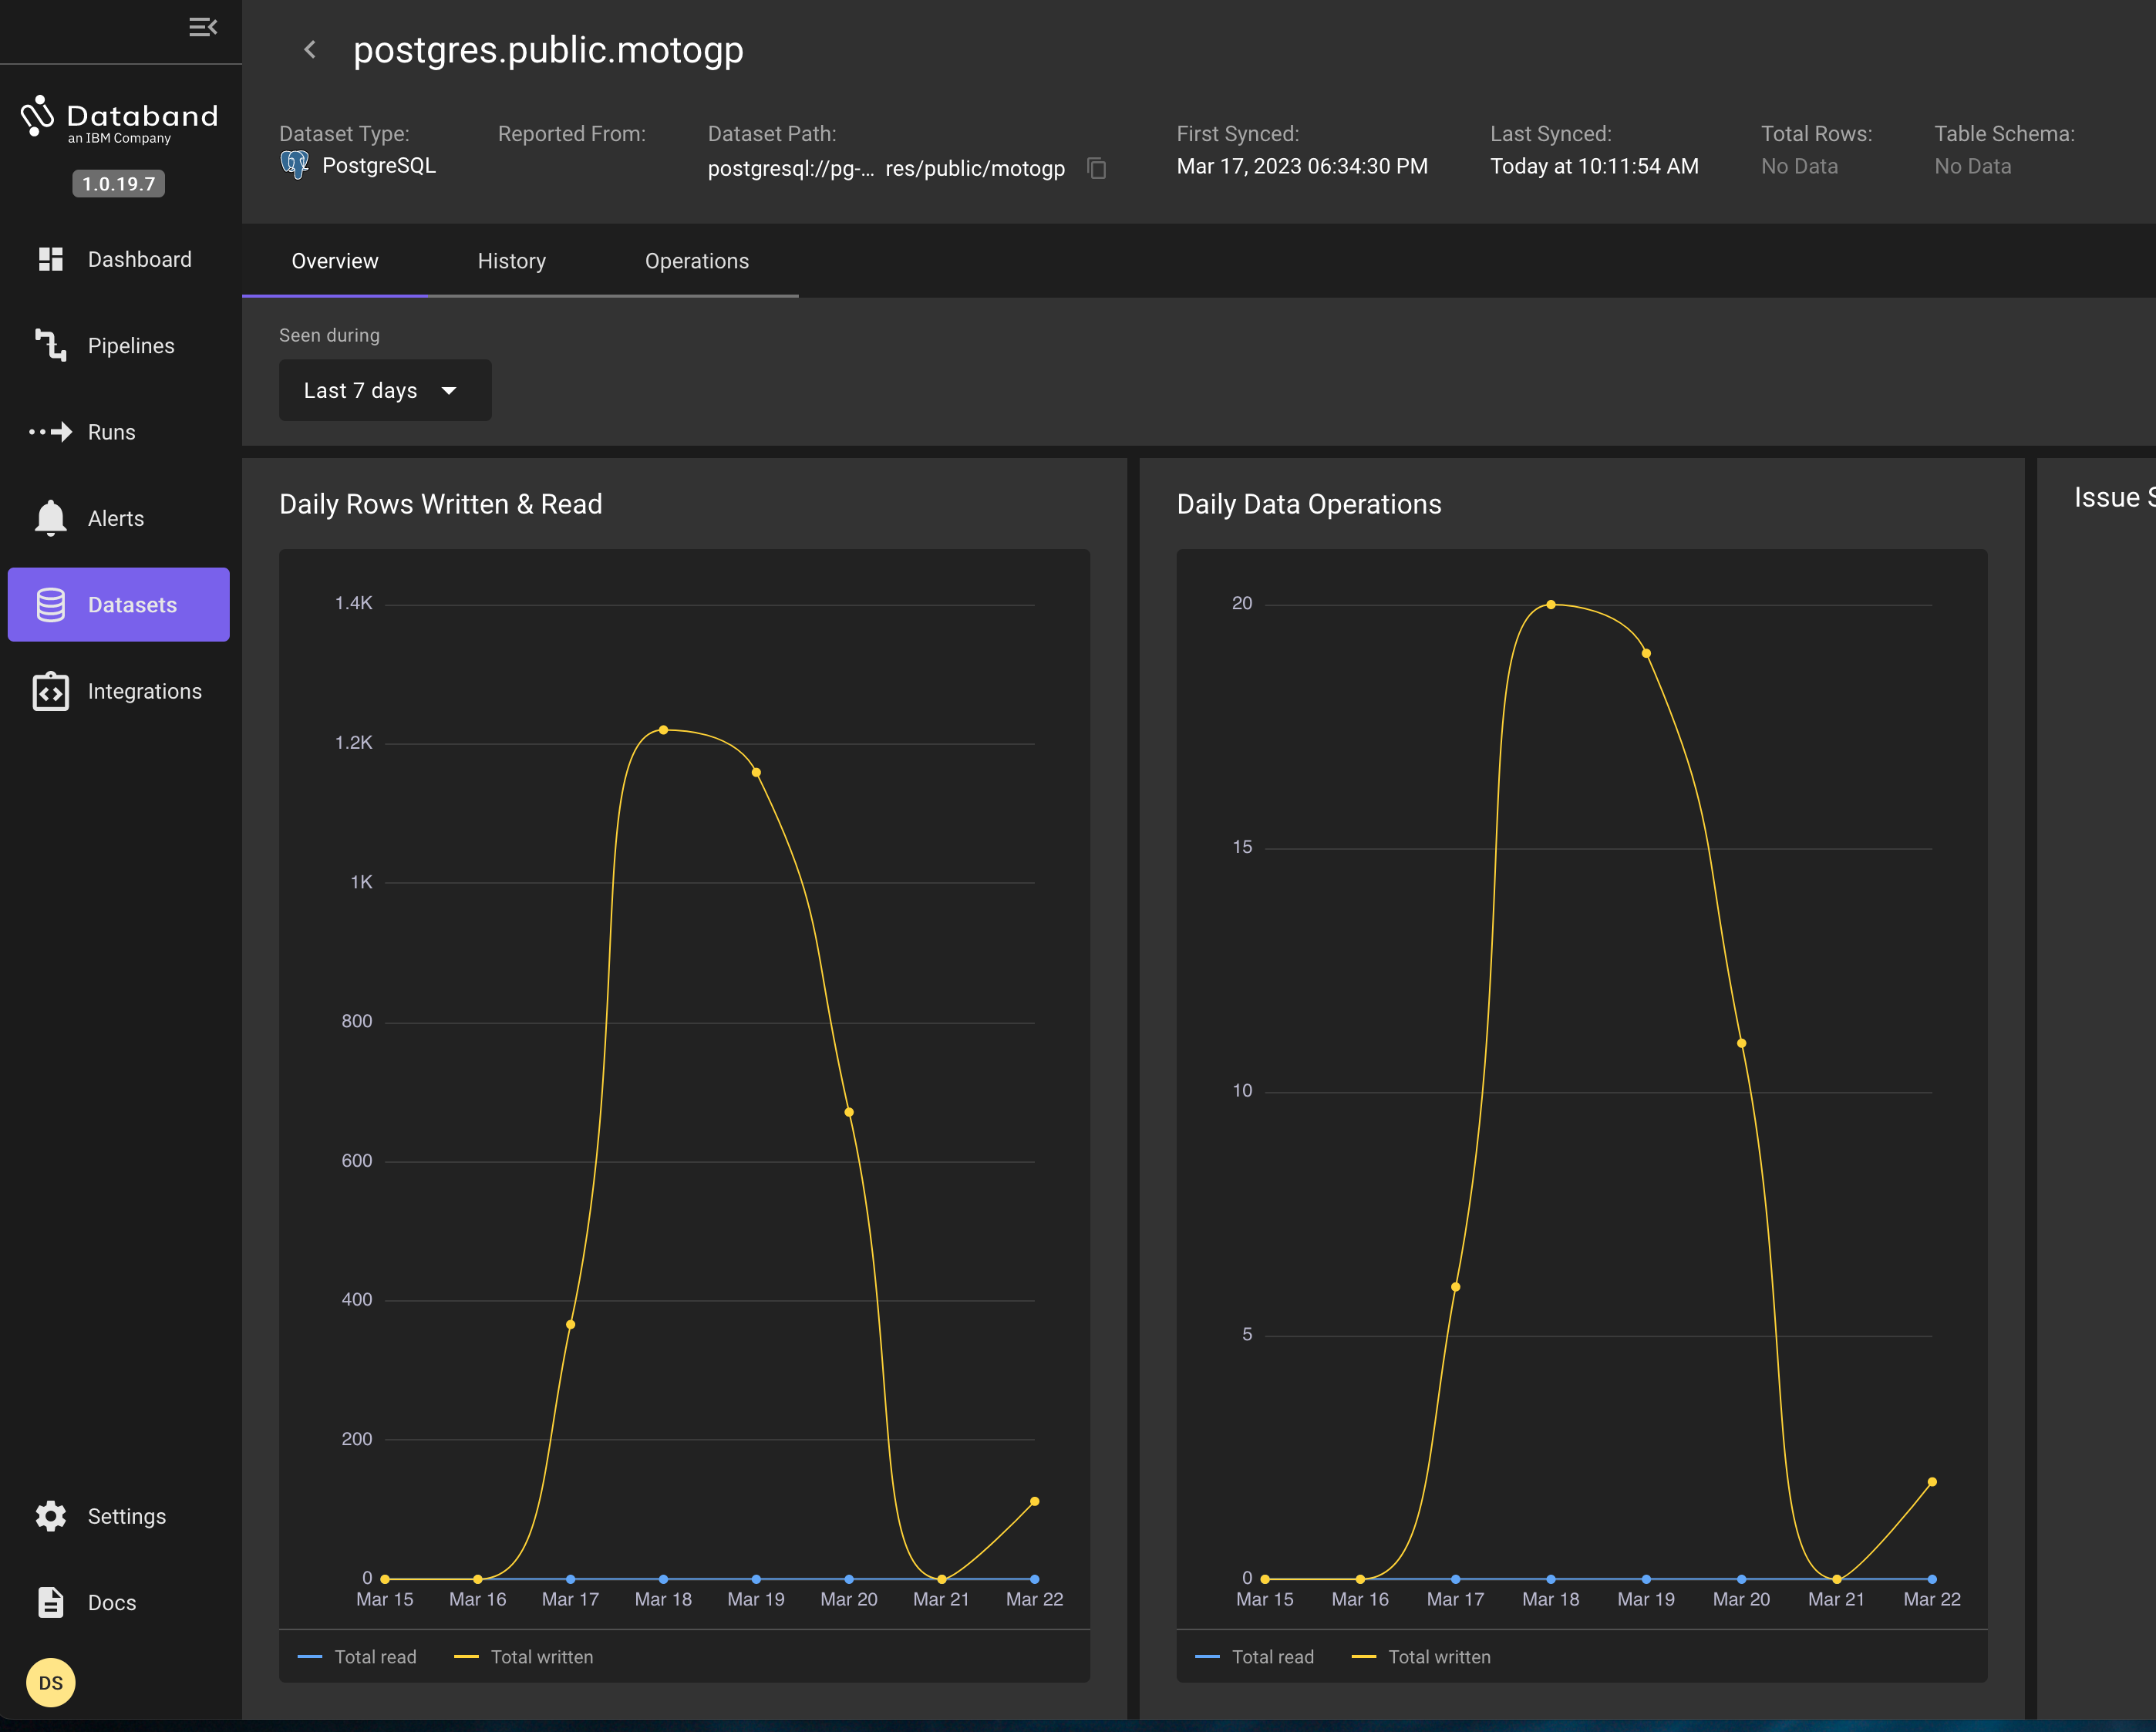 postgres.public.motogp
Databand
an IBM Company
1.0.19.7
Dashboard
Pipelines
Runs
Alerts
Datasets
Integrations
Settings
Docs
DS
Dataset Type:
PostgreSQL
Reported From:
Dataset Path:
postgresql://pg-... res/public/motogp
First Synced:
Mar 17, 2023 06:34:30 PM
Last Synced:
Today at 10:11:54 AM
Total Rows:
No Data
Table Schema:
No Data
Overview History Operations
Seen during
Last 7 days
Daily Rows Written & Read
1.4K
1.2K
1K
800
600
400
200
0
Mar 15 Mar 16 Mar 17 Mar 18 Mar 19 Mar 20 Mar 21 Mar 22
Total read Total written
Daily Data Operations
20
15
10
5
0
Mar 15 Mar 16 Mar 17 Mar 18 Mar 19 Mar 20 Mar 21 Mar 22
Total read Total written
Issue